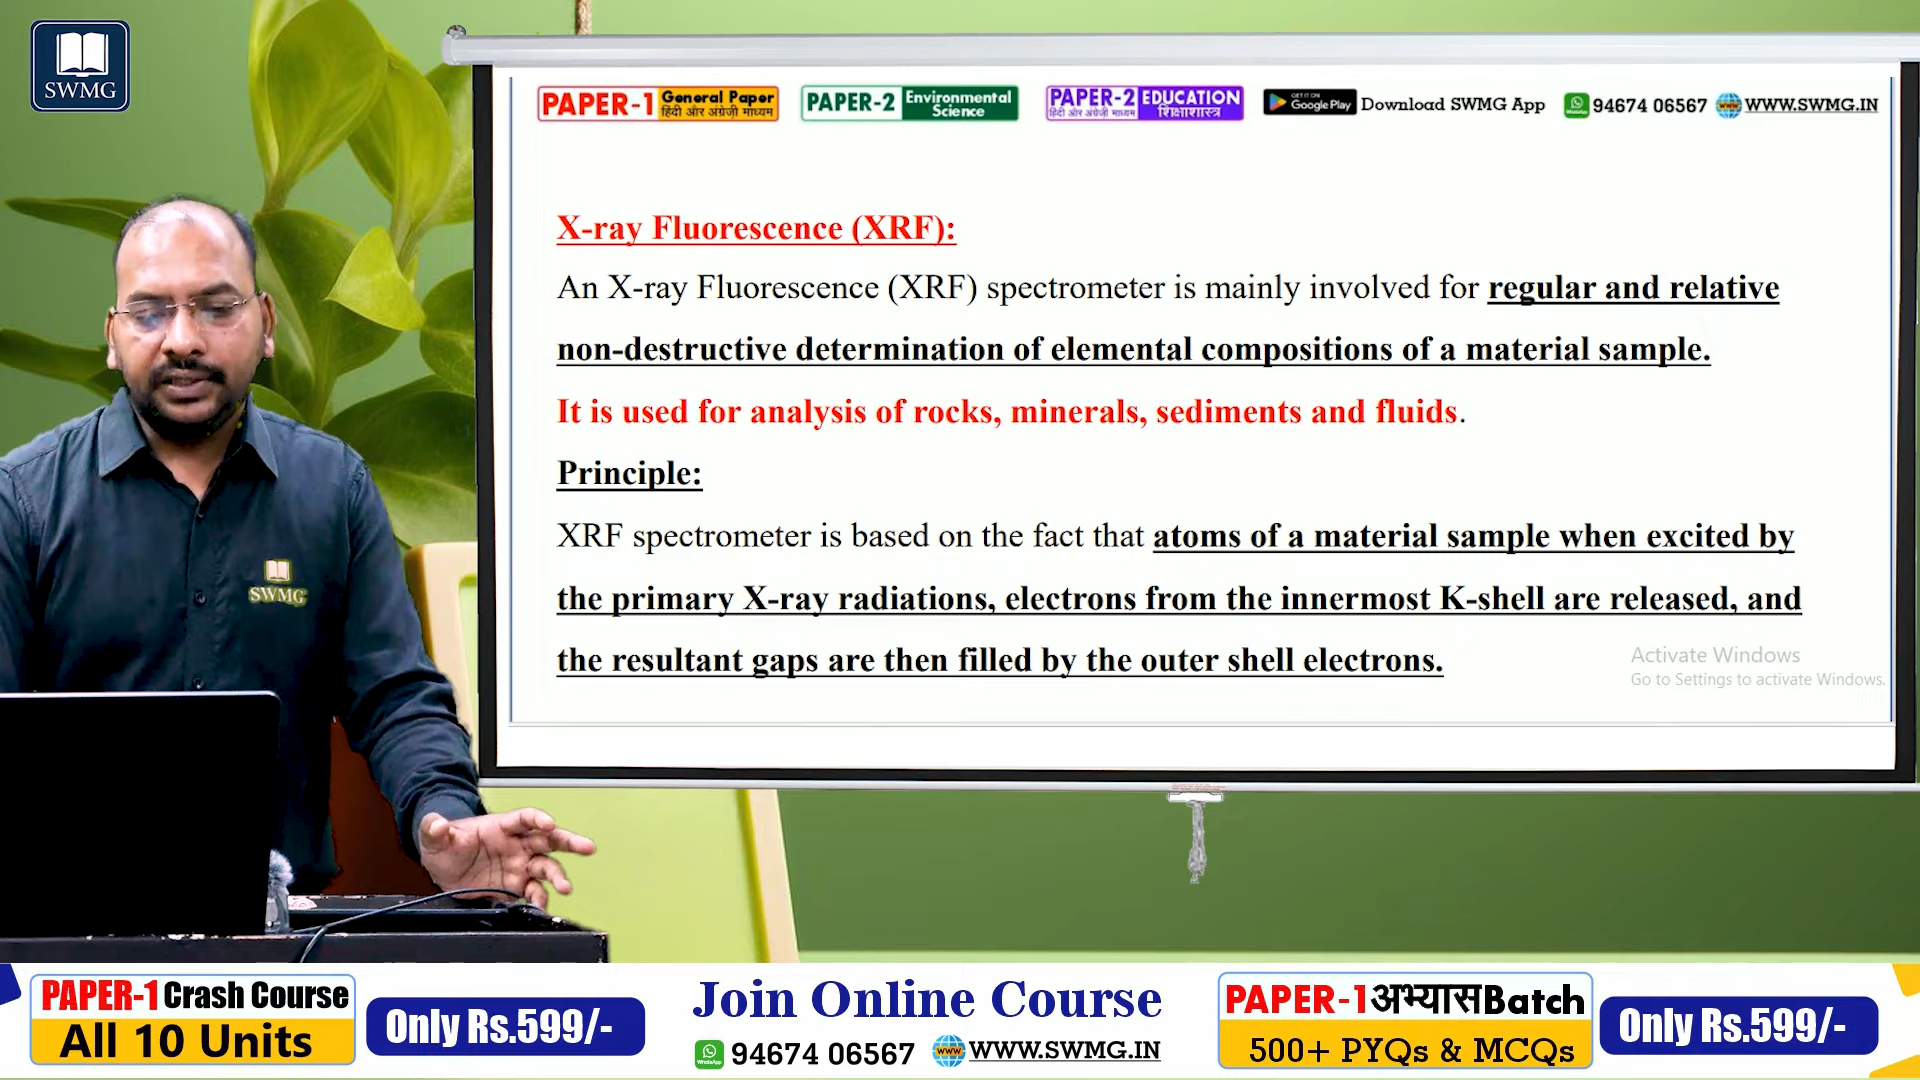 SWMG
PAPER-1 General Paper हिंदी और अंग्रेज़ी माध्यम PAPER-2 Environmental Science PAPER-2 हिंदी और अंग्रेज़ी माध्यम EDUCATION शिक्षाशास्त्र GET IT ON Google Play Download SWMG App 94674 06567 WWW.SWMG.IN
X-ray Fluorescence (XRF):
An X-ray Fluorescence (XRF) spectrometer is mainly involved for regular and relative
non-destructive determination of elemental compositions of a material sample.
It is used for analysis of rocks, minerals, sediments and fluids.
Principle:
XRF spectrometer is based on the fact that atoms of a material sample when excited by
the primary X-ray radiations, electrons from the innermost K-shell are released, and
the resultant gaps are then filled by the outer shell electrons.
Activate Windows
Go to Settings to activate Windows.
SWMG
PAPER-1 Crash Course
All 10 Units
Only Rs.599/-
Join Online Course
WhatsApp 94674 06567 WWW.SWMG.IN
PAPER-1 अभ्यास Batch
500+ PYQs & MCQs
Only Rs.599/-